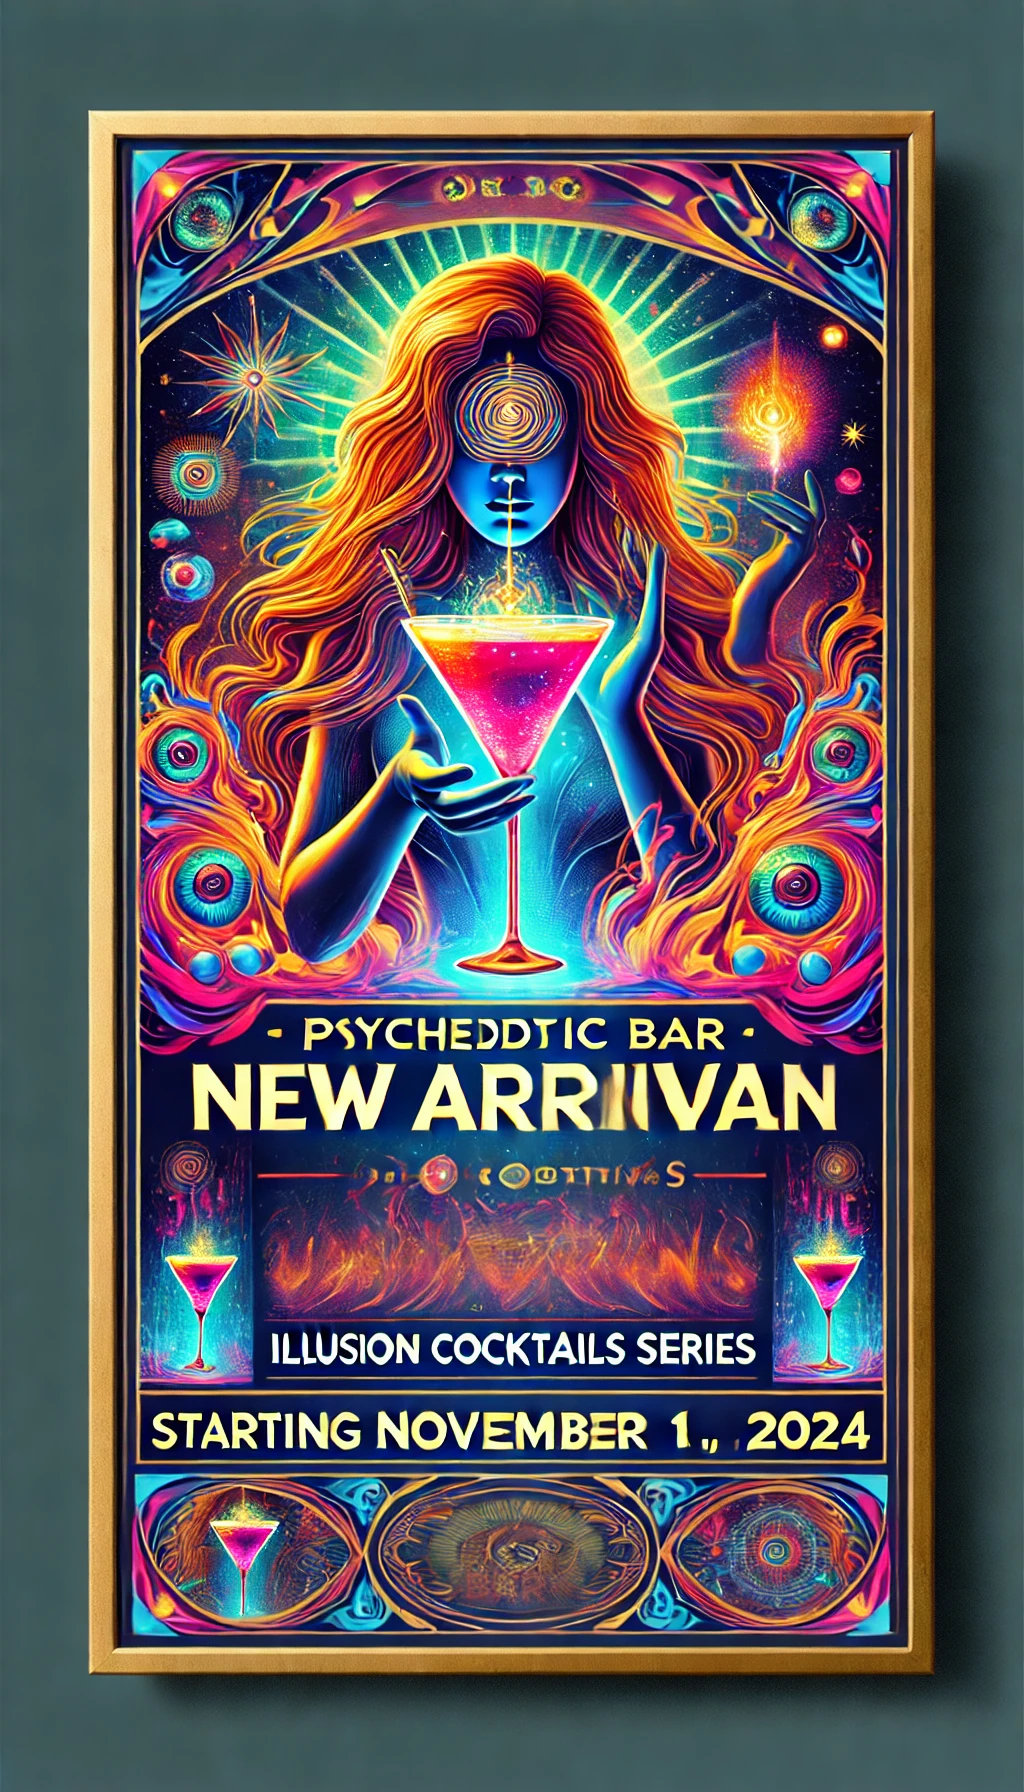 - PSYCHEDDTIC BAR -
NEW ARRIIVAN
ILLUSION COCKTAILS SERIES
STARTING NOVEMBER 1., 2024